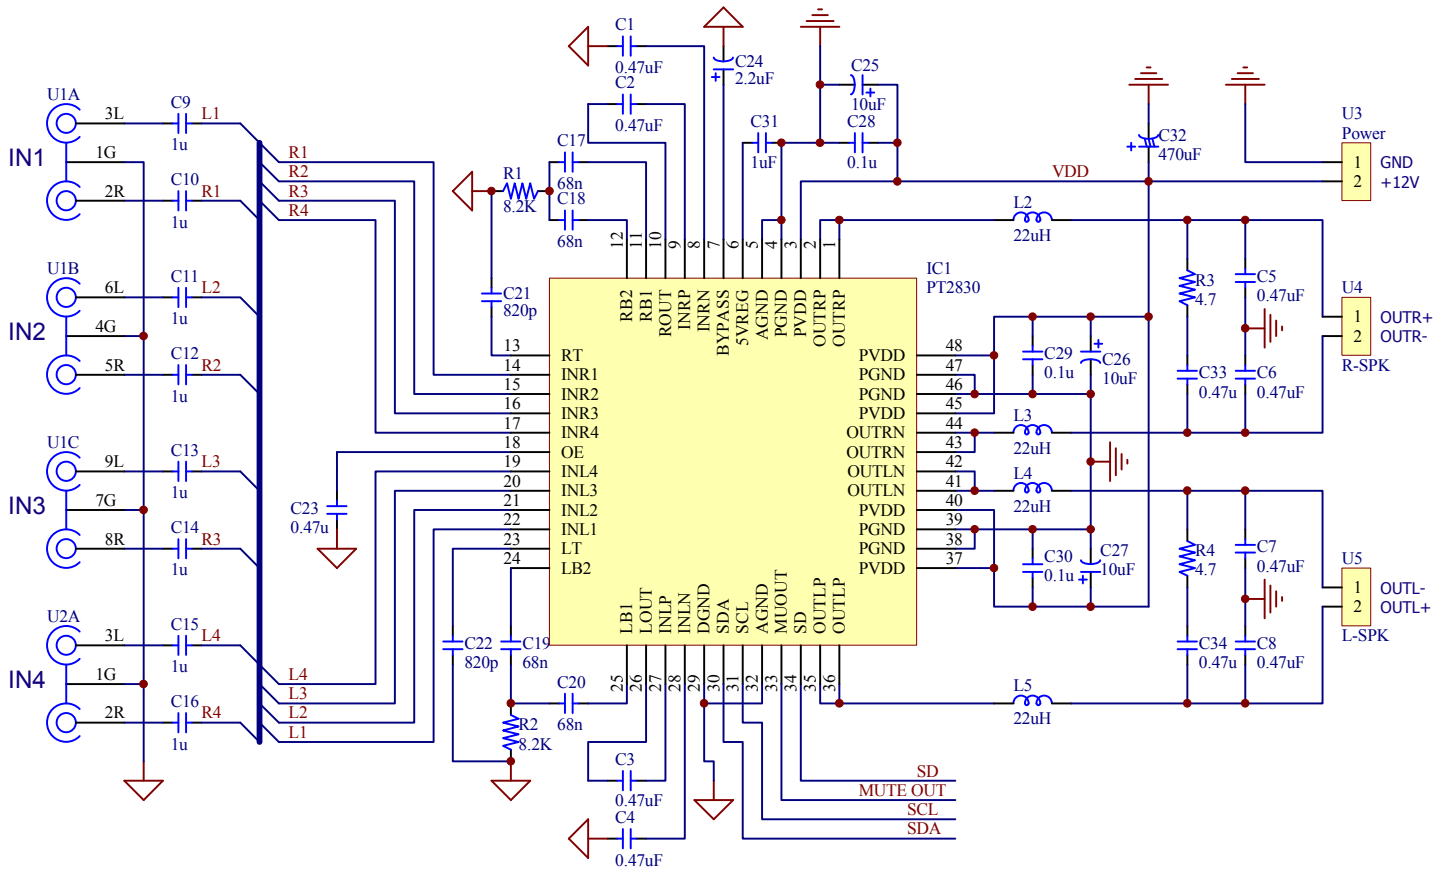 IN1
U1A
3L
1G
2R
C9
1u
L1
C10
1u
R1
IN2
U1B
6L
4G
5R
C11
1u
L2
C12
1u
R2
IN3
U1C
9L
7G
8R
C13
1u
L3
C14
1u
R3
IN4
U2A
3L
1G
2R
C15
1u
L4
C16
1u
R4
R1
R2
R3
R4
L4
L3
L2
L1
C1
0.47uF
C2
0.47uF
C17
68n
C18
68n
R1
8.2K
C21
820p
C23
0.47u
C22
820p
C19
68n
C20
68n
R2
8.2K
C3
0.47uF
C4
0.47uF
C24
+ 2.2uF
C25
+
10uF
C31
1uF
C28
0.1u
VDD
C32
+ 470uF
U3
Power
1 GND
2 +12V
IC1
PT2830
12 RB2
11 RB1
10 ROUT
9 INRP
8 INRN
7 BYPASS
6 5VREG
5 AGND
4 PGND
3 PVDD
2 OUTRP
1 OUTRP
13 RT
14 INR1
15 INR2
16 INR3
17 INR4
18 OE
19 INL4
20 INL3
21 INL2
22 INL1
23 LT
24 LB2
25 LB1
26 LOUT
27 INLP
28 INLN
29 DGND
30 SDA
31 SCL
32 AGND
33 MUOUT
34 SD
35 OUTLP
36 OUTLP
PVDD 48
PGND 47
PGND 46
PVDD 45
OUTRN 44
OUTRN 43
OUTLN 42
OUTLN 41
PVDD 40
PGND 39
PGND 38
PVDD 37
C29
0.1u
+
C26
10uF
C30
0.1u
+
C27
10uF
L2
22uH
L3
22uH
L4
22uH
L5
22uH
R3
4.7
C33
0.47u
C5
0.47uF
C6
0.47uF
U4
1 OUTR+
2 OUTR-
R-SPK
R4
4.7
C34
0.47u
C7
0.47uF
C8
0.47uF
U5
1 OUTL-
2 OUTL+
L-SPK
SD
MUTE OUT
SCL
SDA